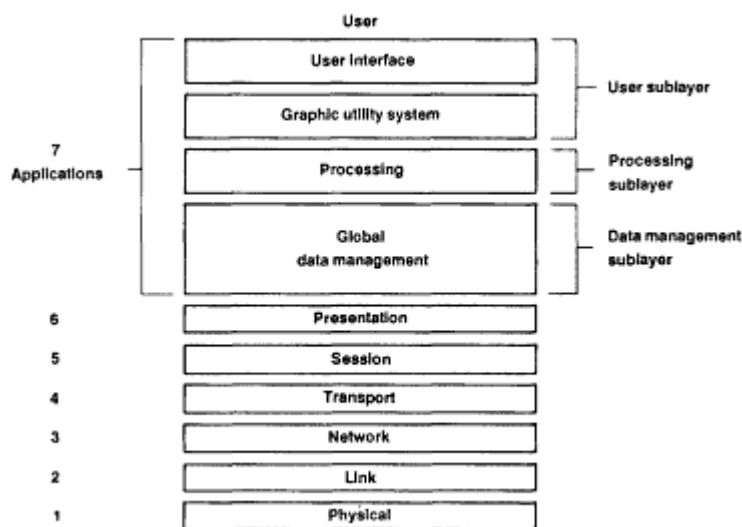 User
User Interface
User sublayer
Graphic utility system
7
Applications
Processing
Processing
sublayer
Global
data management
Data management
sublayer
6
Presentation
5
Session
4
Transport
3
Network
2
Link
1
Physical